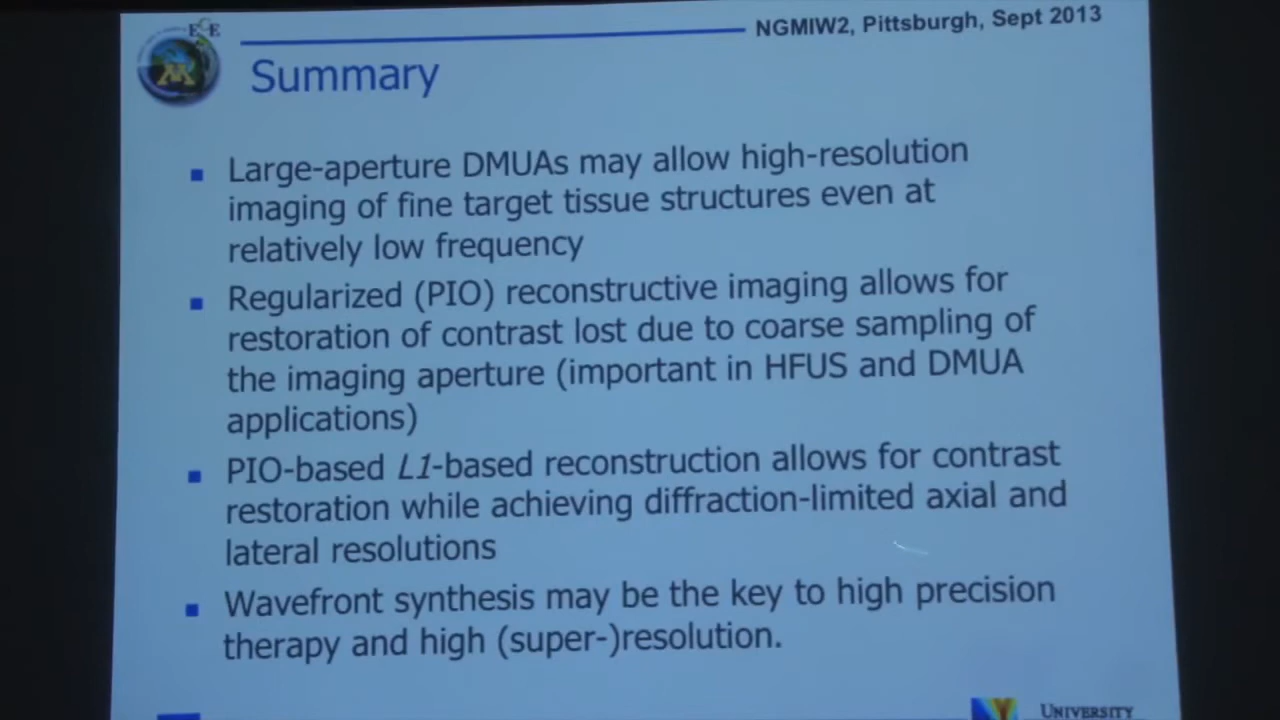 ECE
NGMIW2, Pittsburgh, Sept 2013
Summary
Large-aperture DMUAs may allow high-resolution
imaging of fine target tissue structures even at
relatively low frequency
Regularized (PIO) reconstructive imaging allows for
restoration of contrast lost due to coarse sampling of
the imaging aperture (important in HFUS and DMUA
applications)
PIO-based L1-based reconstruction allows for contrast
restoration while achieving diffraction-limited axial and
lateral resolutions
Wavefront synthesis may be the key to high precision
therapy and high (super-)resolution.
UNIVERSITY